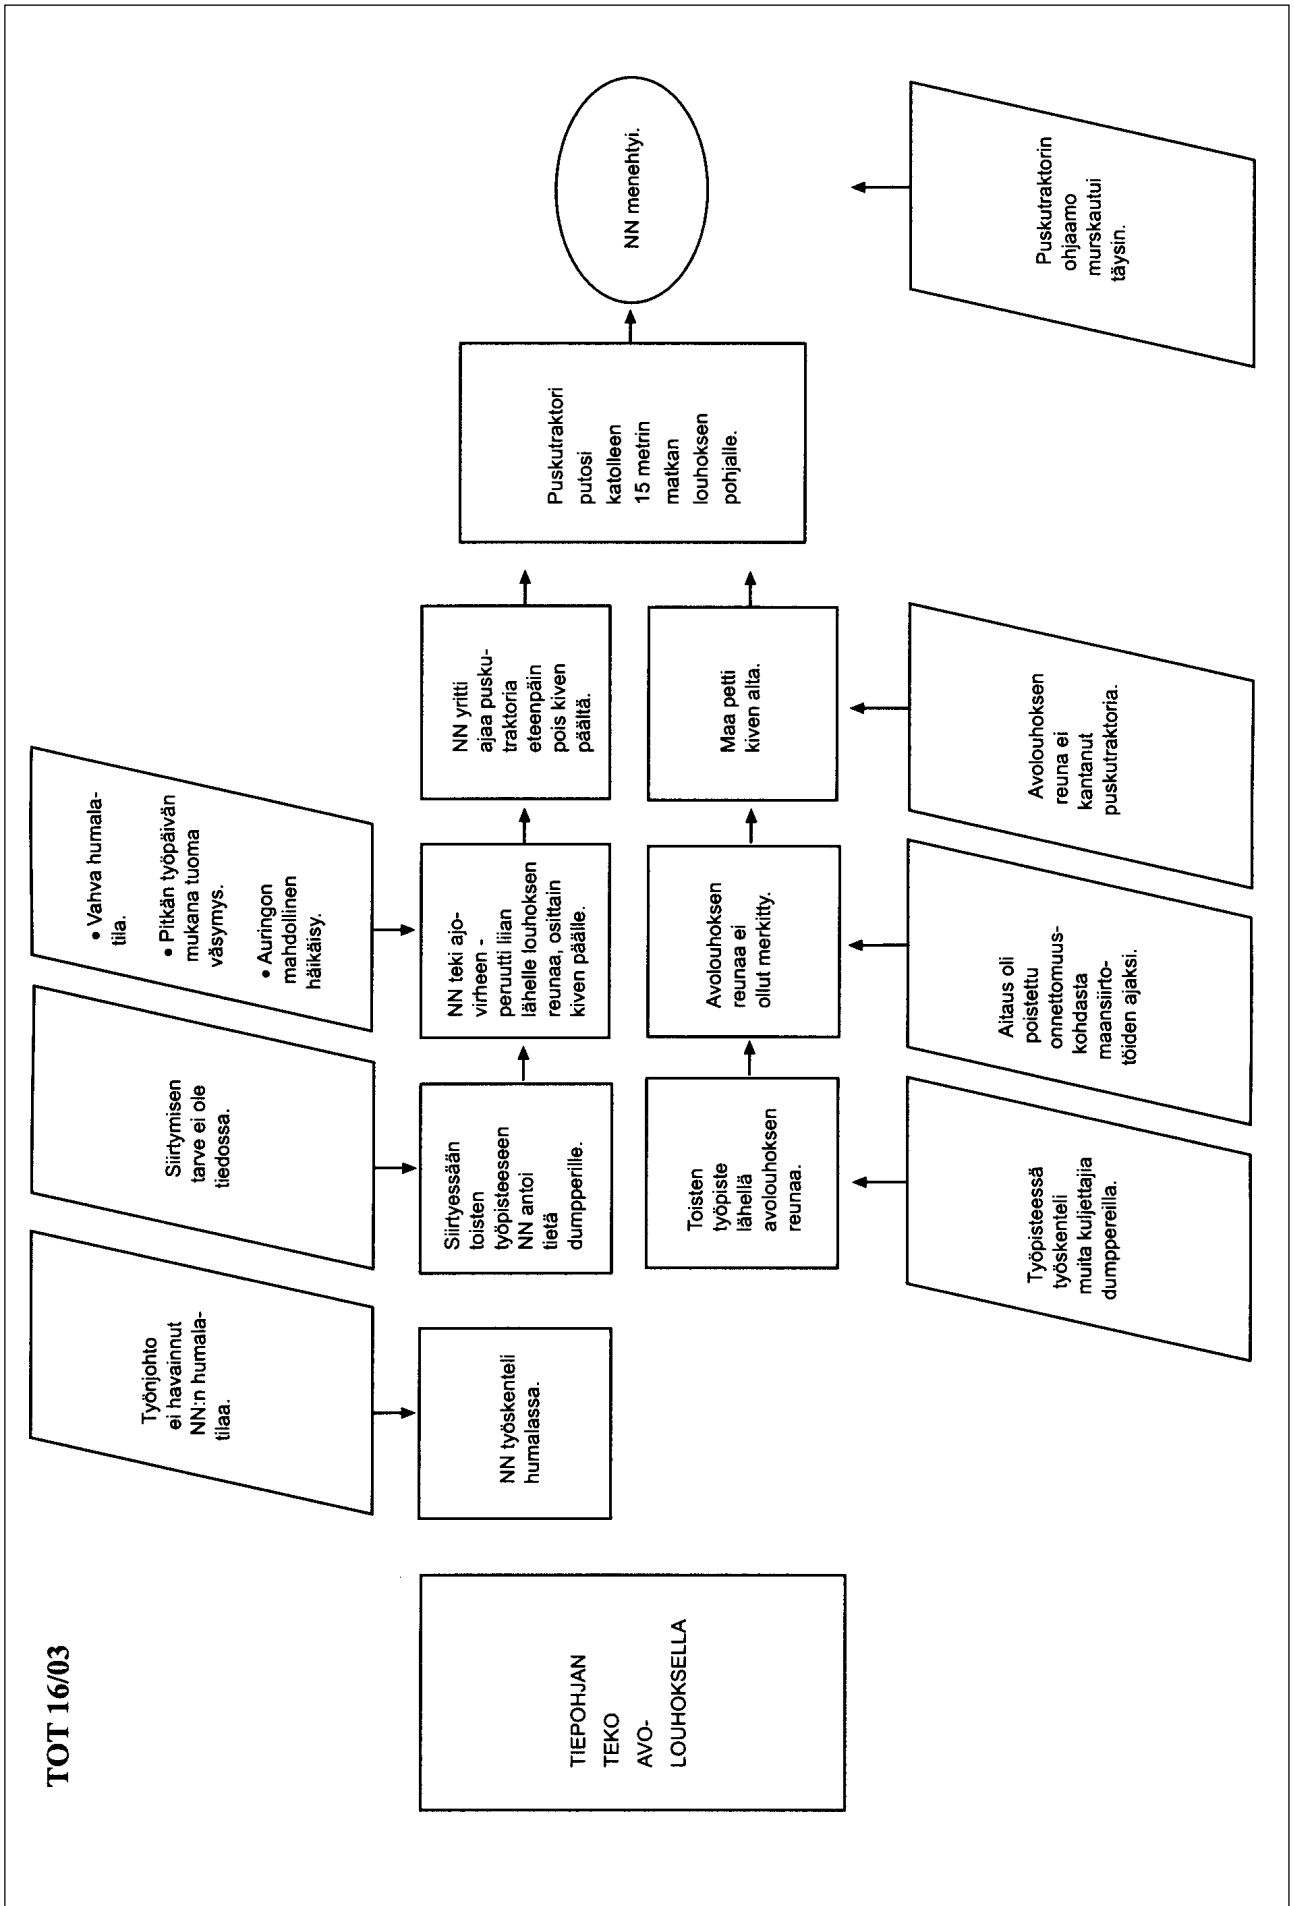 TOT 16/03
Työnjohto
ei havainnut
NN:n humala-
tilaa.
Siirtymisen
tarve ei ole
tiedossa.
• Vahva humala-
tila.
• Pitkän työpäivän
mukana tuoma
väsymys.
• Auringon
mahdollinen
häikäisy.
TIEPOHJAN
TEKO
AVO-
LOUHOKSELLA
NN työskenteli
humalassa.
Siirtyessään
toisten
työpisteeseen
NN antoi
tietä
dumpperille.
NN teki ajo-
virheen -
peruutti liian
lähelle louhoksen
reunaa, osittain
kiven päälle.
NN yritti
ajaa pusku-
traktoria
eteenpäin
pois kiven
päältä.
Toisten
työpiste
lähellä
avolouhoksen
reunaa.
Avolouhoksen
reunaa ei
ollut merkitty.
Maa petti
kiven alta.
Puskutraktori
putosi
katolleen
15 metrin
matkan
louhoksen
pohjalle.
NN menehtyi.
Työpisteessä
työskenteli
muita kuljettajia
dumppereilla.
Aitaus oli
poistettu
onnettomuus-
kohdasta
maansiirto-
töiden ajaksi.
Avolouhoksen
reuna ei
kantanut
puskutraktoria.
Puskutraktorin
ohjaamo
murskautui
täysin.